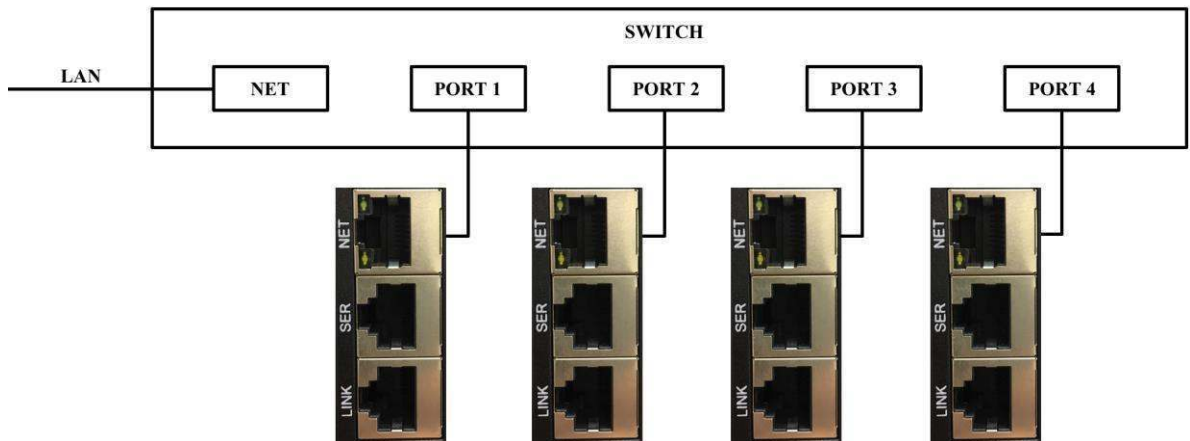 SWITCH
LAN
NET
PORT 1
PORT 2
PORT 3
PORT 4
NET
SER
LINK
NET
SER
LINK
NET
SER
LINK
NET
SER
LINK